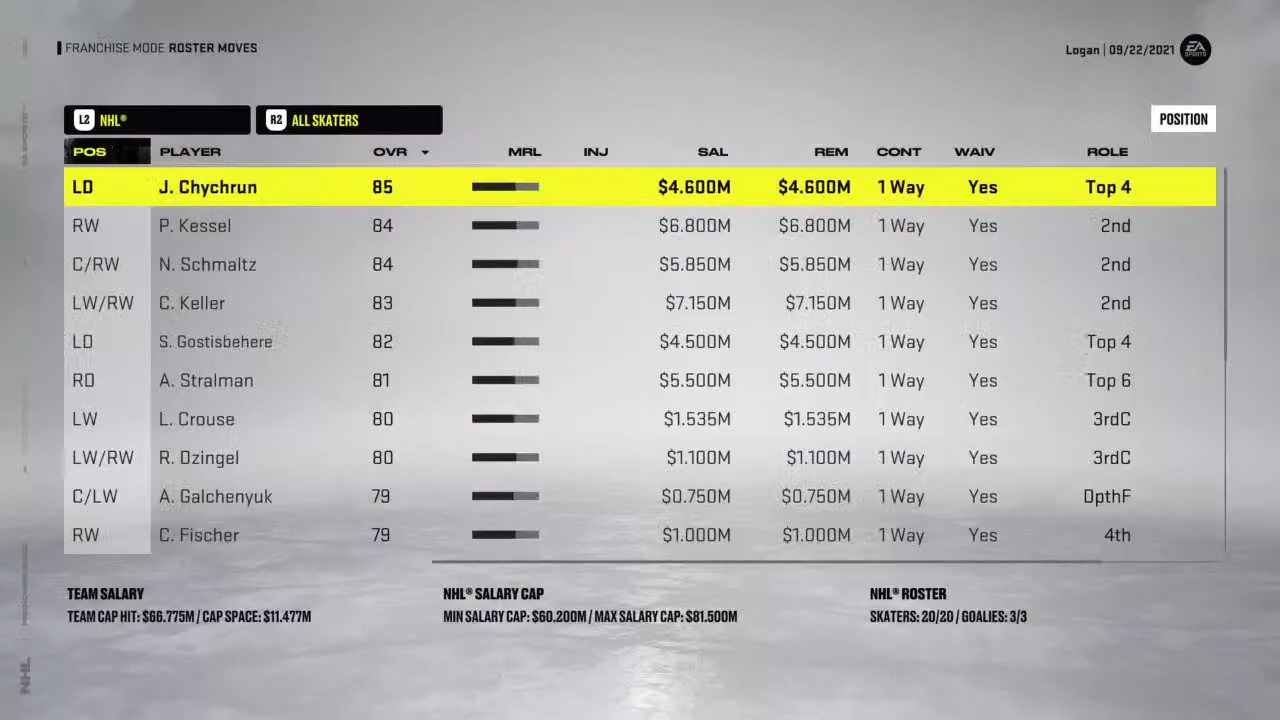 FRANCHISE MODE ROSTER MOVES
Logan | 09/22/2021
EA SPORTS
L2 NHL® R2 ALL SKATERS POSITION
POS PLAYER OVR MRL INJ SAL REM CONT WAIV ROLE
LD J. Chychrun 85 $4.600M $4.600M 1 Way Yes Top 4
RW P. Kessel 84 $6.800M $6.800M 1 Way Yes 2nd
C/RW N. Schmaltz 84 $5.850M $5.850M 1 Way Yes 2nd
LW/RW C. Keller 83 $7.150M $7.150M 1 Way Yes 2nd
LD S. Gostisbehere 82 $4.500M $4.500M 1 Way Yes Top 4
RD A. Stralman 81 $5.500M $5.500M 1 Way Yes Top 6
LW L. Crouse 80 $1.535M $1.535M 1 Way Yes 3rdC
LW/RW R. Dzingel 80 $1.100M $1.100M 1 Way Yes 3rdC
C/LW A. Galchenyuk 79 $0.750M $0.750M 1 Way Yes DpthF
RW C. Fischer 79 $1.000M $1.000M 1 Way Yes 4th
TEAM SALARY NHL® SALARY CAP NHL® ROSTER
TEAM CAP HIT: $66.775M / CAP SPACE: $11.477M MIN SALARY CAP: $60.200M / MAX SALARY CAP: $81.500M SKATERS: 20/20 / GOALIES: 3/3
NHL